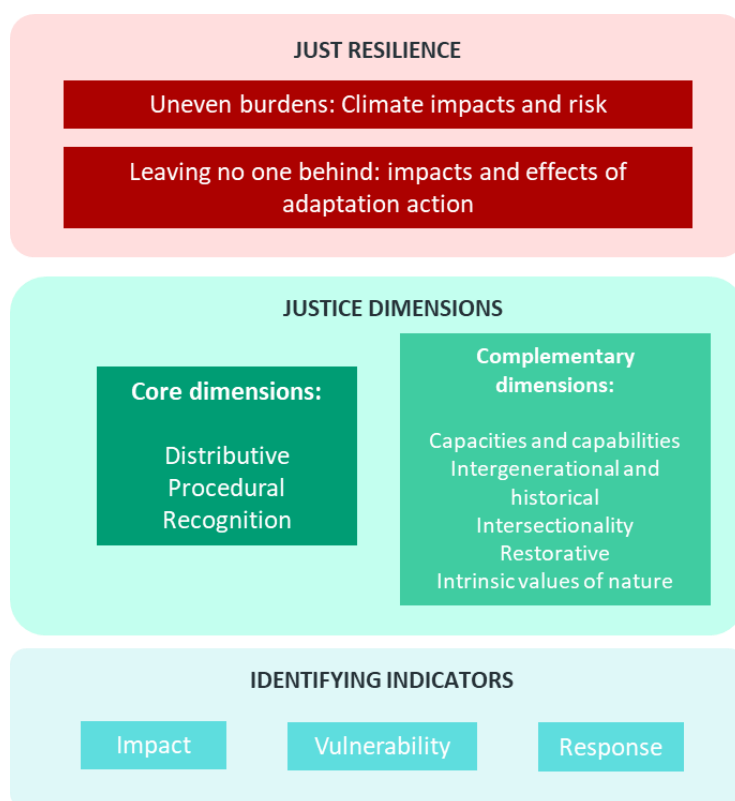 JUST RESILIENCE
Uneven burdens: Climate impacts and risk
Leaving no one behind: impacts and effects of
adaptation action
JUSTICE DIMENSIONS
Core dimensions:
Distributive
Procedural
Recognition
Complementary
dimensions:
Capacities and capabilities
Intergenerational and
historical
Intersectionality
Restorative
Intrinsic values of nature
IDENTIFYING INDICATORS
Impact
Vulnerability
Response